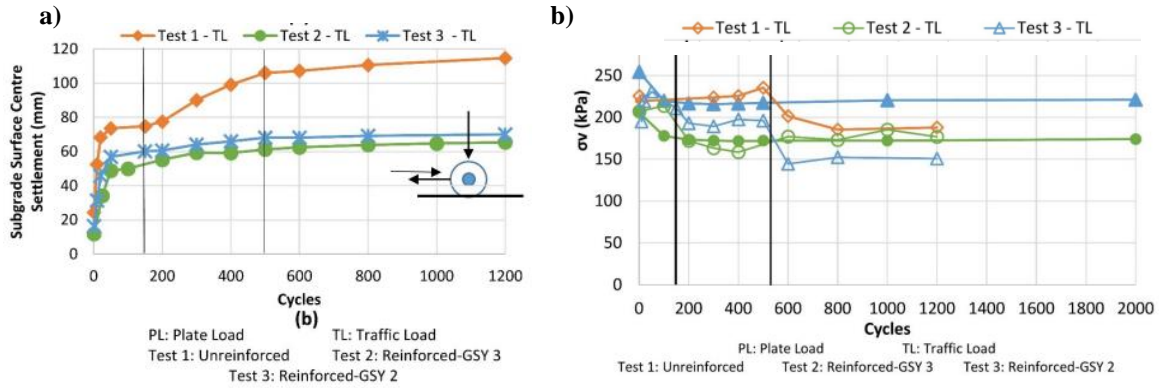 a)
Test 1 - TL Test 2 - TL Test 3 - TL
Subgrade Surface Centre
Settlement (mm)
120
100
80
60
40
20
0
0 200 400 600 800 1000 1200
Cycles
(b)
PL: Plate Load TL: Traffic Load
Test 1: Unreinforced Test 2: Reinforced-GSY 3
Test 3: Reinforced-GSY 2
b)
Test 1 - TL Test 2 - TL Test 3 - TL
σv (kPa)
250
200
150
100
50
0
0 200 400 600 800 1000 1200 1400 1600 1800 2000
Cycles
PL: Plate Load TL: Traffic Load
Test 1: Unreinforced Test 2: Reinforced-GSY 3 Test 3: Reinforced-GSY 2